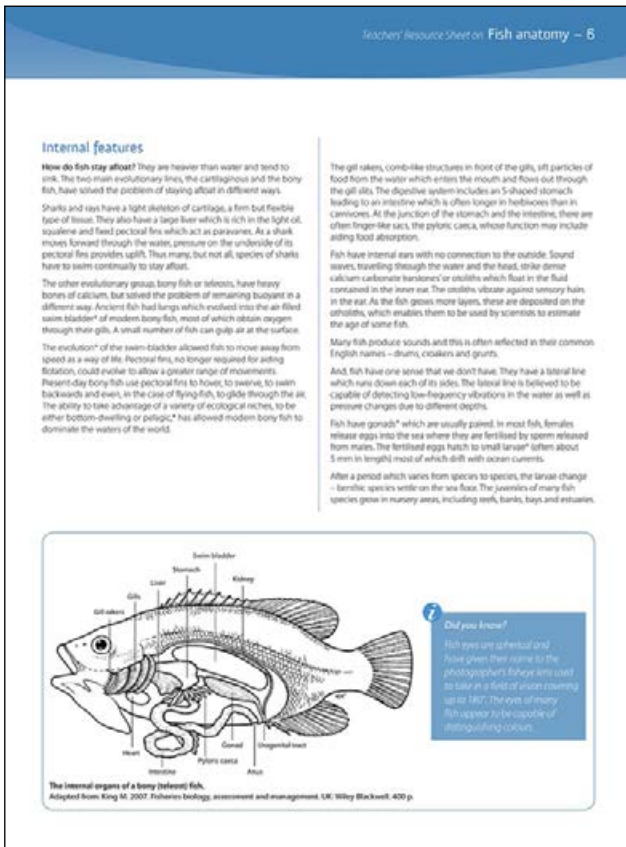 Teachers' Resource Sheet on Fish anatomy – 6
Internal features
How do fish stay afloat? They are heavier than water and tend to
sink. The two main evolutionary lines, the cartilaginous and the bony
fish, have solved the problem of staying afloat in different ways.
Sharks and rays have a light skeleton of cartilage, a firm but flexible
type of tissue. They also have a large liver which is rich in the light oil,
squalene and fixed pectoral fins which act as paravanes. As a shark
moves forward through the water, pressure on the underside of its
pectoral fins provides uplift. Thus many, but not all, species of sharks
have to swim continually to stay afloat.
The other evolutionary group, bony fish or teleosts, have heavy
bones of calcium, but solved the problem of remaining buoyant in a
different way. Ancient fish had lungs which evolved into the air filled
swim bladder* of modern bony fish, most of which obtain oxygen
through their gills. A small number of fish can gulp air at the surface.
The evolution* of the swim-bladder allowed fish to move away from
speed as a way of life. Pectoral fins, no longer required for aiding
flotation, could evolve to allow a greater range of movements.
Present-day bony fish use pectoral fins to hover, to swerve, to swim
backwards and even, in the case of flying-fish, to glide through the air.
The ability to take advantage of a variety of ecological niches, to be
either bottom-dwelling or pelagic,* has allowed modern bony fish to
dominate the waters of the world.
The gill rakers, comb-like structures in front of the gills, sift particles of
food from the water which enters the mouth and flows out through
the gill slits. The digestive system includes an S-shaped stomach
leading to an intestine which is often longer in herbivores than in
carnivores. At the junction of the stomach and the intestine, there are
often finger-like sacs, the pyloric caeca, whose function may include
aiding food absorption.
Fish have internal ears with no connection to the outside. Sound
waves, travelling through the water and the head, strike dense
calcium carbonate 'earstones' or otoliths which float in the fluid
contained in the inner ear. The otoliths vibrate against sensory hairs
in the ear. As the fish grows more layers, these are deposited on the
otholiths, which enables them to be used by scientists to estimate
the age of some fish.
Many fish produce sounds and this is often reflected in their common
English names – drums, croakers and grunts.
And, fish have one sense that we don't have. They have a lateral line
which runs down each of its sides. The lateral line is believed to be
capable of detecting low-frequency vibrations in the water as well as
pressure changes due to different depths.
Fish have gonads* which are usually paired. In most fish, females
release eggs into the sea where they are fertilised by sperm released
from males. The fertilised eggs hatch to small larvae* (often about
5 mm in length) most of which drift with ocean currents.
After a period which varies from species to species, the larvae change
– benthic species settle on the sea floor. The juveniles of many fish
species grow in nursery areas, including reefs, banks, bays and estuaries.
Swim bladder
Stomach
Liver
Kidney
Gills
Gill rakers
Heart
Intestine
Pyloric caeca
Gonad
Anus
Urogenital tract
Did you know?
Fish eyes are spherical and
have given their name to the
photographer's fisheye lens used
to take in a field of vision covering
up to 180°. The eyes of many
fish appear to be capable of
distinguishing colours.
The internal organs of a bony (teleost) fish.
Adapted from: King M. 2007. Fisheries biology, assessment and management. UK: Wiley Blackwell. 400 p.